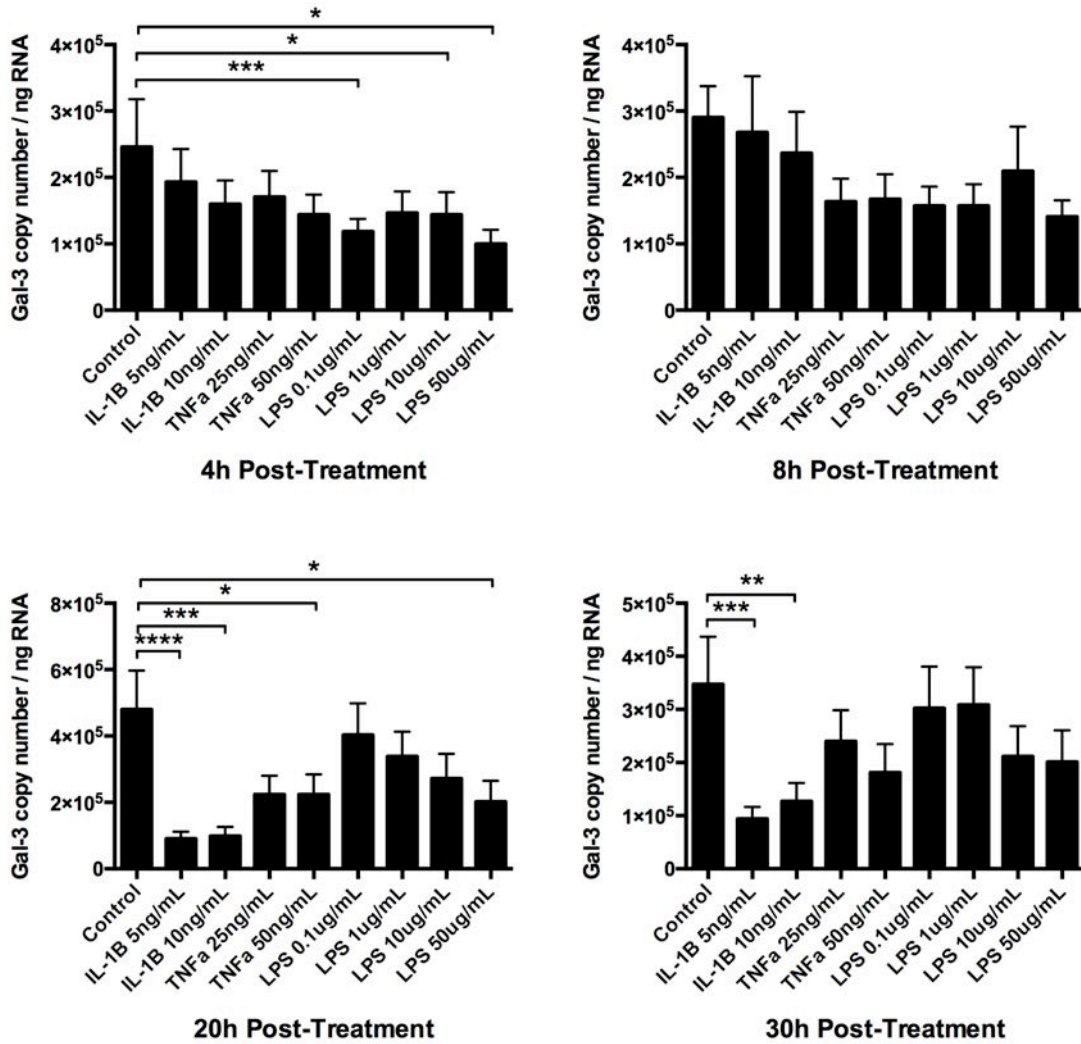 *
*
***
Gal-3 copy number / ng RNA
4×10⁵
3×10⁵
2×10⁵
1×10⁵
0
Control
IL-1B 5ng/mL
IL-1B 10ng/mL
TNFa 25ng/mL
TNFa 50ng/mL
LPS 0.1ug/mL
LPS 1ug/mL
LPS 10ug/mL
LPS 50ug/mL
4h Post-Treatment
Gal-3 copy number / ng RNA
4×10⁵
3×10⁵
2×10⁵
1×10⁵
0
Control
IL-1B 5ng/mL
IL-1B 10ng/mL
TNFa 25ng/mL
TNFa 50ng/mL
LPS 0.1ug/mL
LPS 1ug/mL
LPS 10ug/mL
LPS 50ug/mL
8h Post-Treatment
*
*
***
****
Gal-3 copy number / ng RNA
8×10⁵
6×10⁵
4×10⁵
2×10⁵
0
Control
IL-1B 5ng/mL
IL-1B 10ng/mL
TNFa 25ng/mL
TNFa 50ng/mL
LPS 0.1ug/mL
LPS 1ug/mL
LPS 10ug/mL
LPS 50ug/mL
20h Post-Treatment
**
***
Gal-3 copy number / ng RNA
5×10⁵
4×10⁵
3×10⁵
2×10⁵
1×10⁵
0
Control
IL-1B 5ng/mL
IL-1B 10ng/mL
TNFa 25ng/mL
TNFa 50ng/mL
LPS 0.1ug/mL
LPS 1ug/mL
LPS 10ug/mL
LPS 50ug/mL
30h Post-Treatment